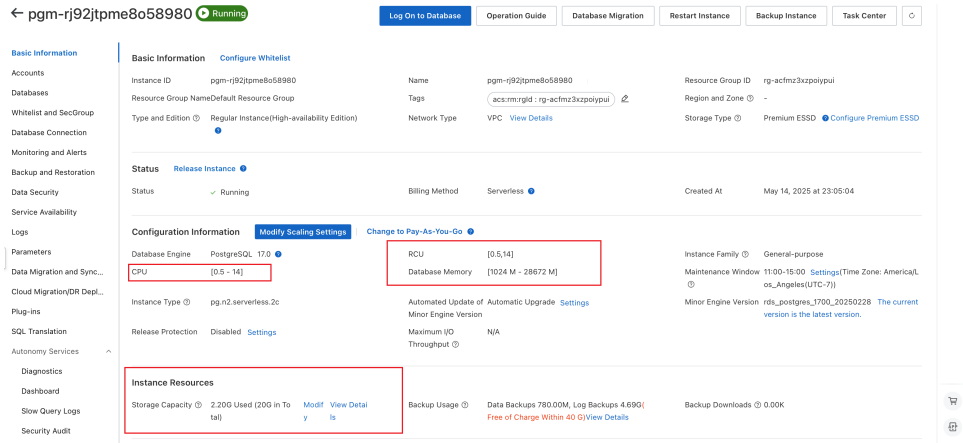 ← pgm-rj92jtpme8o58980 Running
Log On to Database
Operation Guide
Database Migration
Restart Instance
Backup Instance
Task Center
Basic Information
Accounts
Databases
Whitelist and SecGroup
Database Connection
Monitoring and Alerts
Backup and Restoration
Data Security
Service Availability
Logs
Parameters
Data Migration and Sync...
Cloud Migration/DR Depl...
Plug-ins
SQL Translation
Autonomy Services
Diagnostics
Dashboard
Slow Query Logs
Security Audit
Basic Information Configure Whitelist
Instance ID pgm-rj92jtpme8o58980
Name pgm-rj92jtpme8o58980
Resource Group ID rg-acfmz3xzpoiypui
Resource Group Name Default Resource Group
Tags acs:rm:rgId : rg-acfmz3xzpoiypui
Region and Zone -
Type and Edition Regular Instance(High-availability Edition)
Network Type VPC View Details
Storage Type Premium ESSD Configure Premium ESSD
Status Release Instance
Status Running
Billing Method Serverless
Created At May 14, 2025 at 23:05:04
Configuration Information Modify Scaling Settings Change to Pay-As-You-Go
Database Engine PostgreSQL 17.0
RCU [0.5,14]
Instance Family General-purpose
CPU [0.5 - 14]
Database Memory [1024 M - 28672 M]
Maintenance Window 11:00-15:00 Settings(Time Zone: America/L
os_Angeles(UTC-7))
Instance Type pg.n2.serverless.2c
Automated Update of Automatic Upgrade Settings
Minor Engine Version
Minor Engine Version rds_postgres_1700_20250228 The current
version is the latest version.
Release Protection Disabled Settings
Maximum I/O N/A
Throughput
Instance Resources
Storage Capacity 2.20G Used (20G in To Modif View Detai
tal) y ls
Backup Usage Data Backups 780.00M, Log Backups 4.69G(
Free of Charge Within 40 G)View Details
Backup Downloads 0.00K